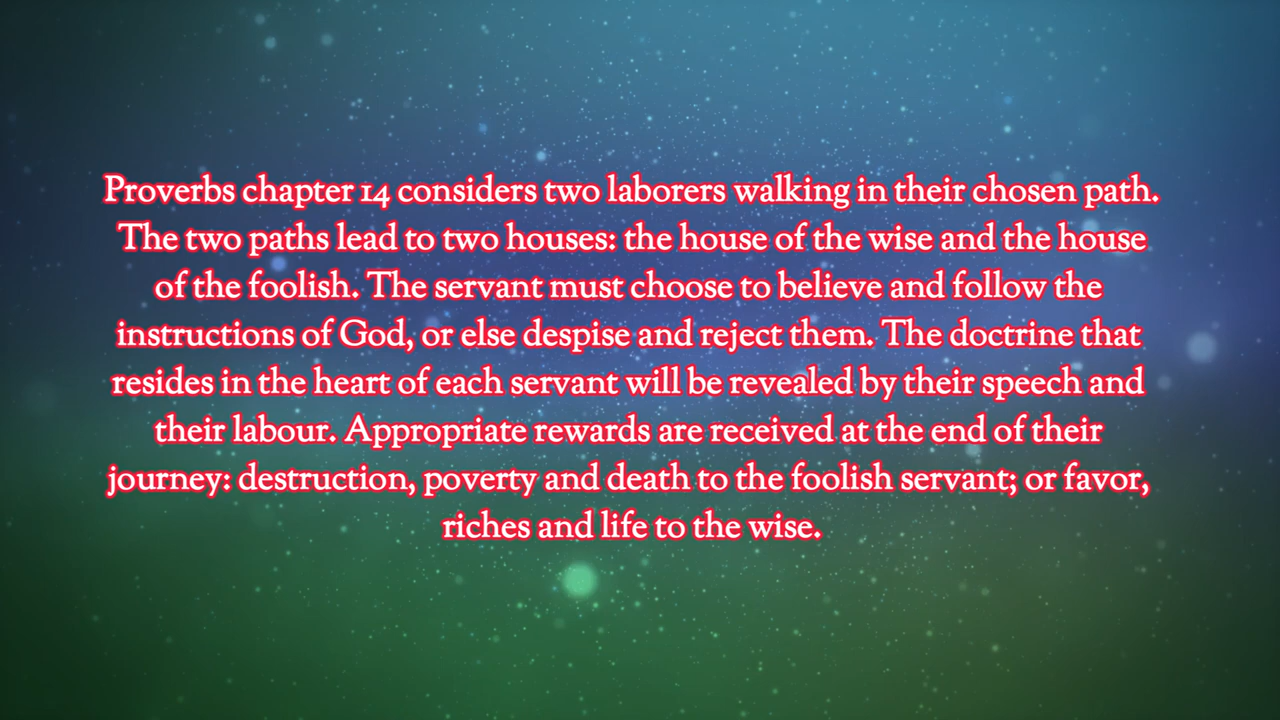 Proverbs chapter 14 considers two laborers walking in their chosen path.
The two paths lead to two houses: the house of the wise and the house
of the foolish. The servant must choose to believe and follow the
instructions of God, or else despise and reject them. The doctrine that
resides in the heart of each servant will be revealed by their speech and
their labour. Appropriate rewards are received at the end of their
journey: destruction, poverty and death to the foolish servant; or favor,
riches and life to the wise.